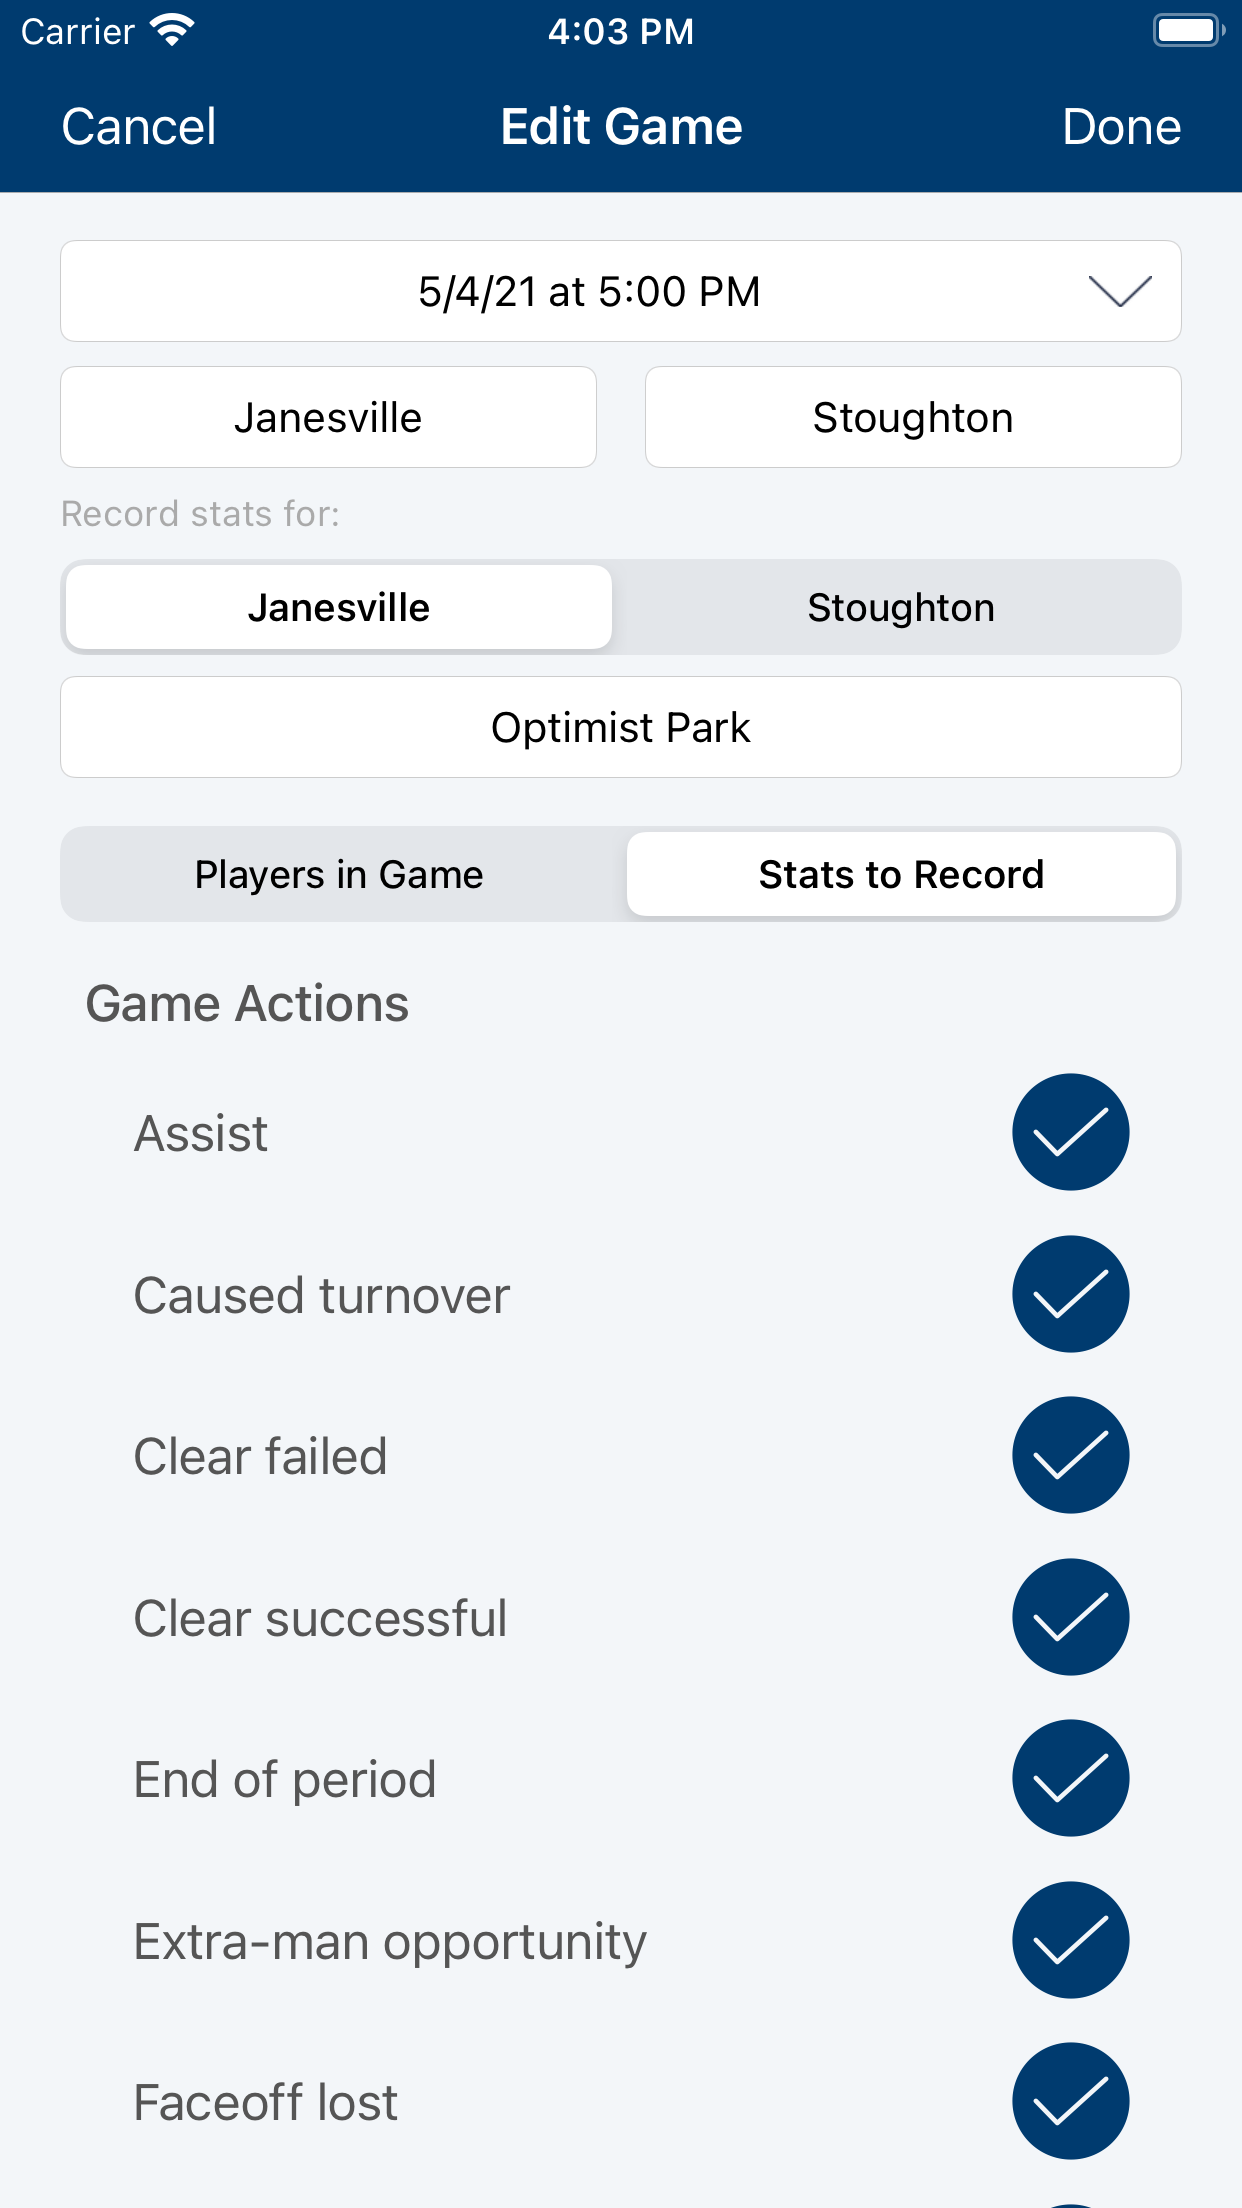 Carrier 4:03 PM
Cancel Edit Game Done
5/4/21 at 5:00 PM
Janesville Stoughton
Record stats for:
Janesville Stoughton
Optimist Park
Players in Game Stats to Record
Game Actions
Assist
Caused turnover
Clear failed
Clear successful
End of period
Extra-man opportunity
Faceoff lost